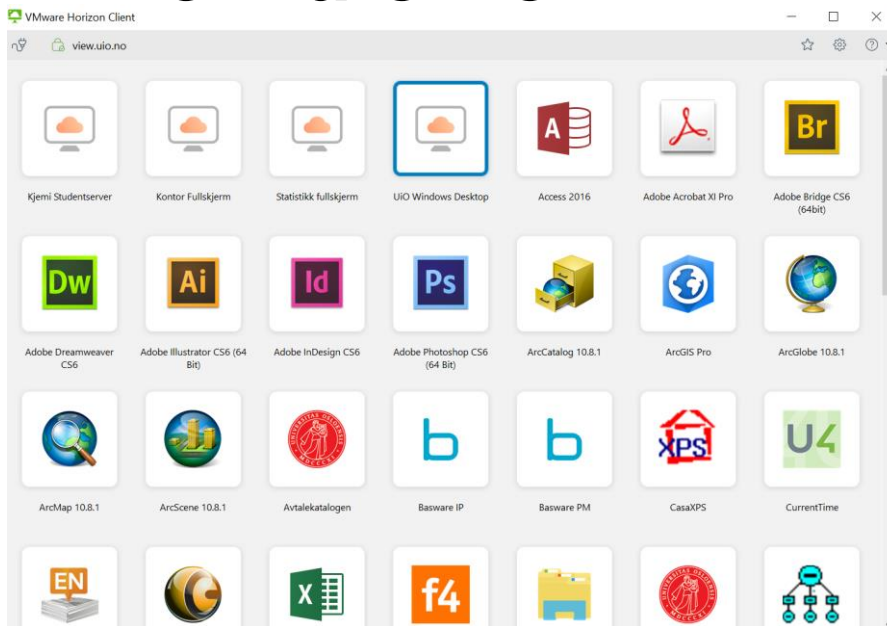 VMware Horizon Client
view.uio.no
Kjemi Studentserver
Kontor Fullskjerm
Statistikk fullskjerm
UiO Windows Desktop
A
Access 2016
Adobe Acrobat XI Pro
Br
Adobe Bridge CS6
(64bit)
Dw
Adobe Dreamweaver
CS6
Ai
Adobe Illustrator CS6 (64
Bit)
Id
Adobe InDesign CS6
Ps
Adobe Photoshop CS6
(64 Bit)
ArcCatalog 10.8.1
ArcGIS Pro
ArcGlobe 10.8.1
ArcMap 10.8.1
ArcScene 10.8.1
UNIVERSITAS OSLOENSIS
MDCCCXI
Avtalekatalogen
b
Basware IP
b
Basware PM
XPS
CasaXPS
U4
CurrentTime
EN
C
X
f4